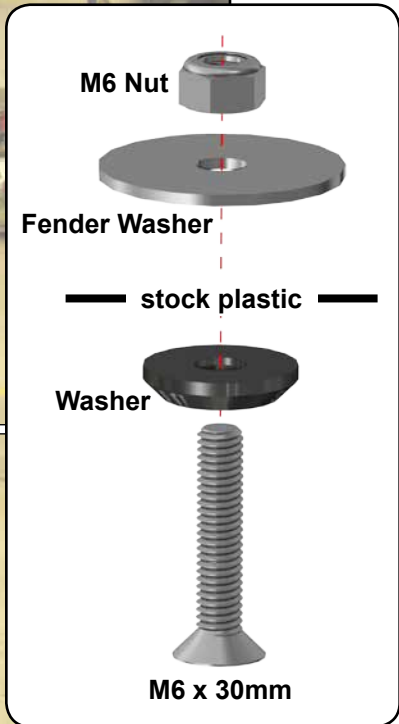 M6 Nut
Fender Washer
stock plastic
Washer
M6 x 30mm